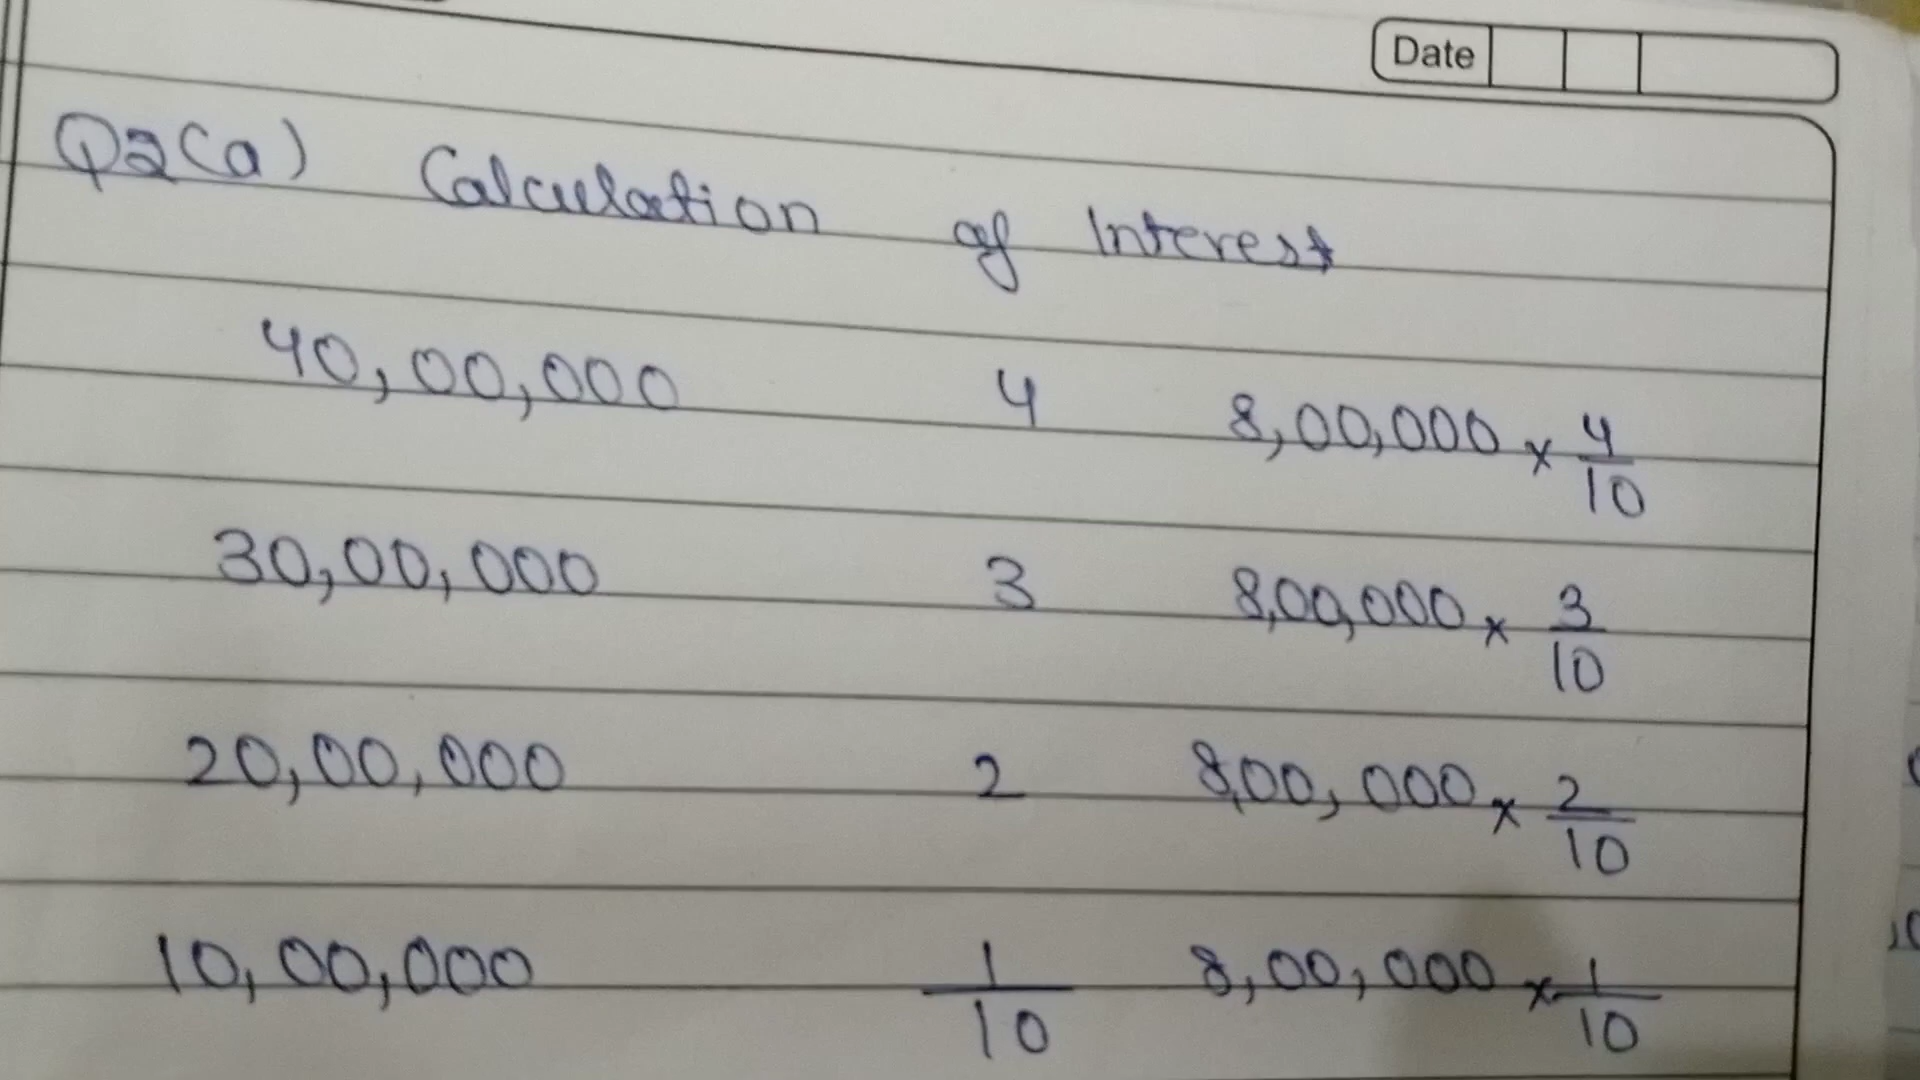 Date
Q2(a) Calculation of Interest
40,00,000 4 8,00,000 x 4/10
30,00,000 3 8,00,000 x 3/10
20,00,000 2 8,00,000 x 2/10
10,00,000 1 8,00,000 x 1/10
10